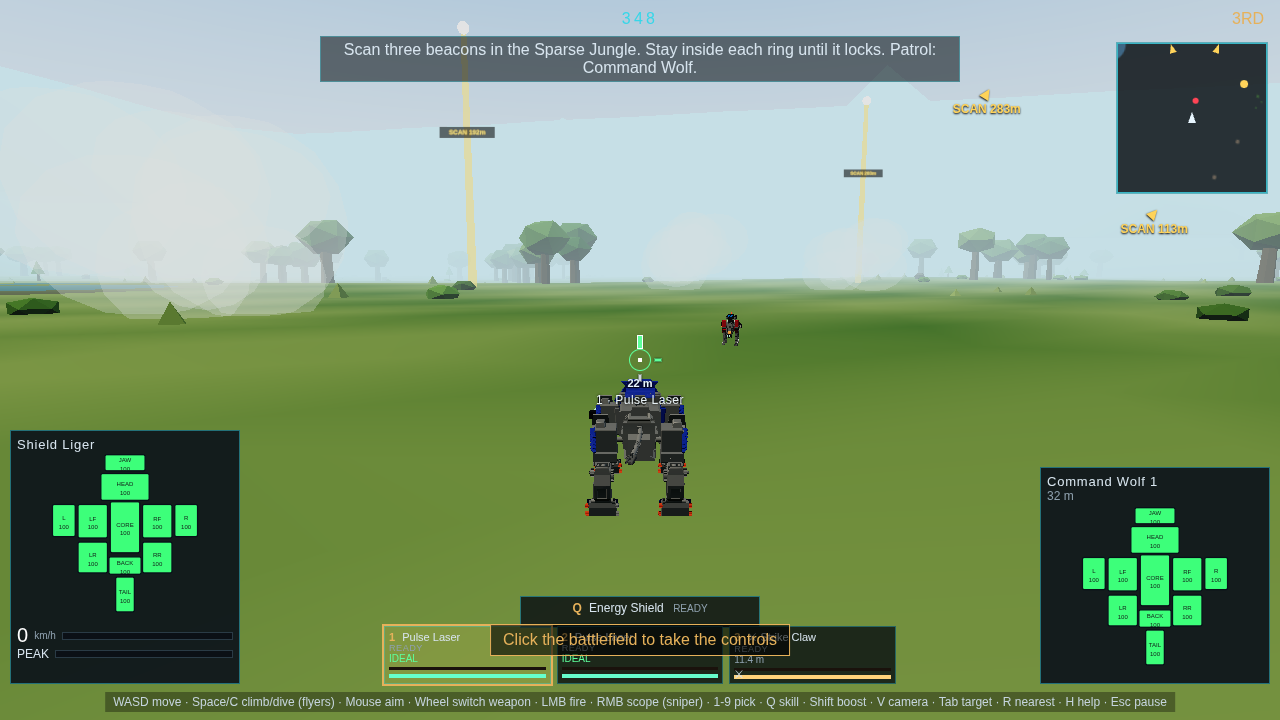 348
3RD
Scan three beacons in the Sparse Jungle. Stay inside each ring until it locks. Patrol:
Command Wolf.
SCAN 283m
SCAN 192m
SCAN 113m
22 m
1 · Pulse Laser
Shield Liger
JAW
100
HEAD
100
L
100
LF
100
CORE
100
RF
100
R
100
LR
100
BACK
100
RR
100
TAIL
100
0 km/h
PEAK
Command Wolf 1
32 m
JAW
100
HEAD
100
L
100
LF
100
CORE
100
RF
100
R
100
LR
100
BACK
100
RR
100
TAIL
100
Q Energy Shield READY
1 Pulse Laser
READY
IDEAL
IDEAL
Claw
READY
11.4 m
Click the battlefield to take the controls
WASD move · Space/C climb/dive (flyers) · Mouse aim · Wheel switch weapon · LMB fire · RMB scope (sniper) · 1-9 pick · Q skill · Shift boost · V camera · Tab target · R nearest · H help · Esc pause